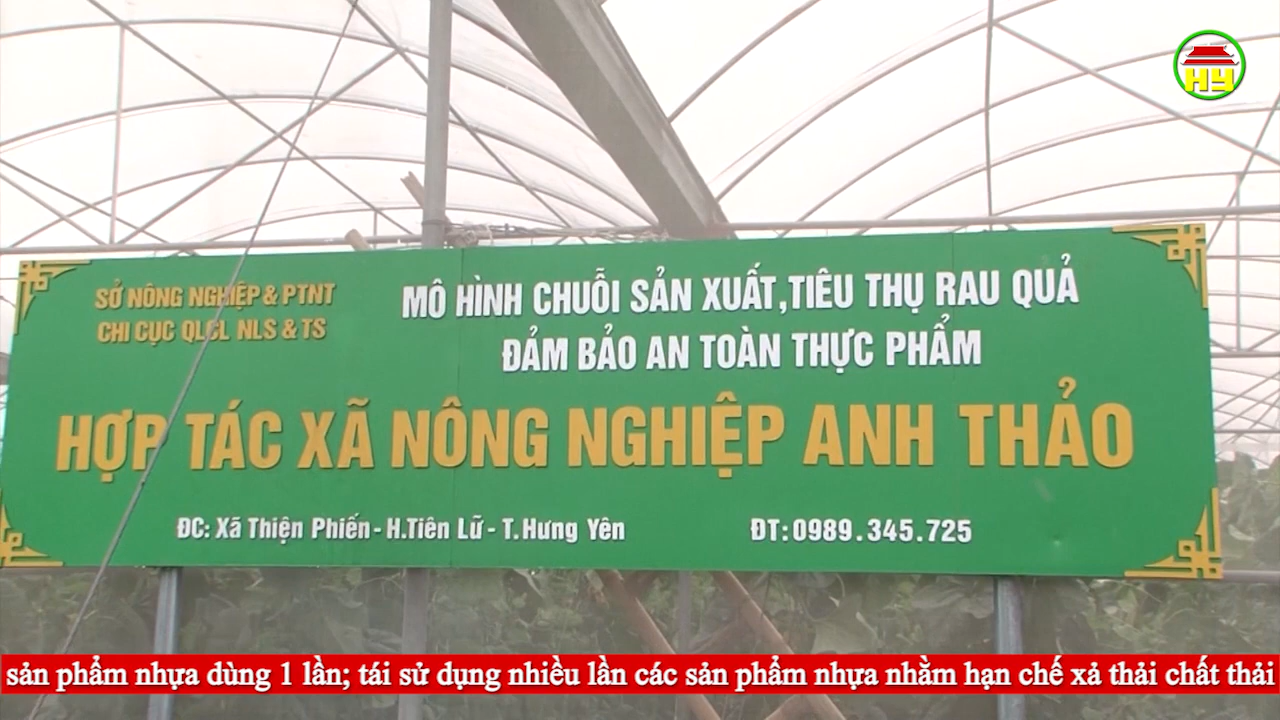 HY
SỞ NÔNG NGHIỆP & PTNT
CHI CỤC QLCL NLS & TS
MÔ HÌNH CHUỖI SẢN XUẤT,TIÊU THỤ RAU QUẢ
ĐẢM BẢO AN TOÀN THỰC PHẨM
HỢP TÁC XÃ NÔNG NGHIỆP ANH THẢO
ĐC: Xã Thiện Phiến - H.Tiên Lữ - T.Hưng Yên
ĐT:0989.345.725
sản phẩm nhựa dùng 1 lần; tái sử dụng nhiều lần các sản phẩm nhựa nhằm hạn chế xả thải chất thải